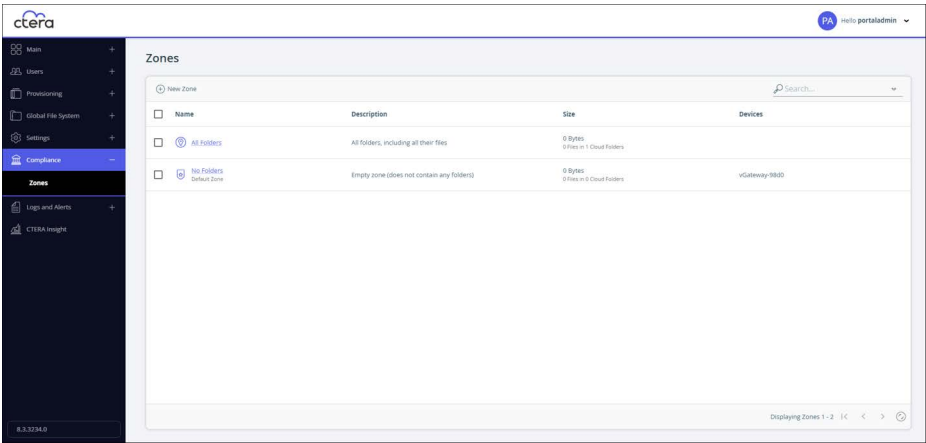 ctera
PA Hello portaladmin
Main
Users
Provisioning
Global File System
Settings
Compliance
Zones
Logs and Alerts
CTERA Insight
8.3.3234.0
Zones
New Zone
Search...
Name Description Size Devices
All Folders All folders, including all their files 0 Bytes
0 Files in 1 Cloud Folders
No Folders Empty zone (does not contain any folders) 0 Bytes vGateway-98d0
Default Zone 0 Files in 0 Cloud Folders
Displaying Zones 1 - 2